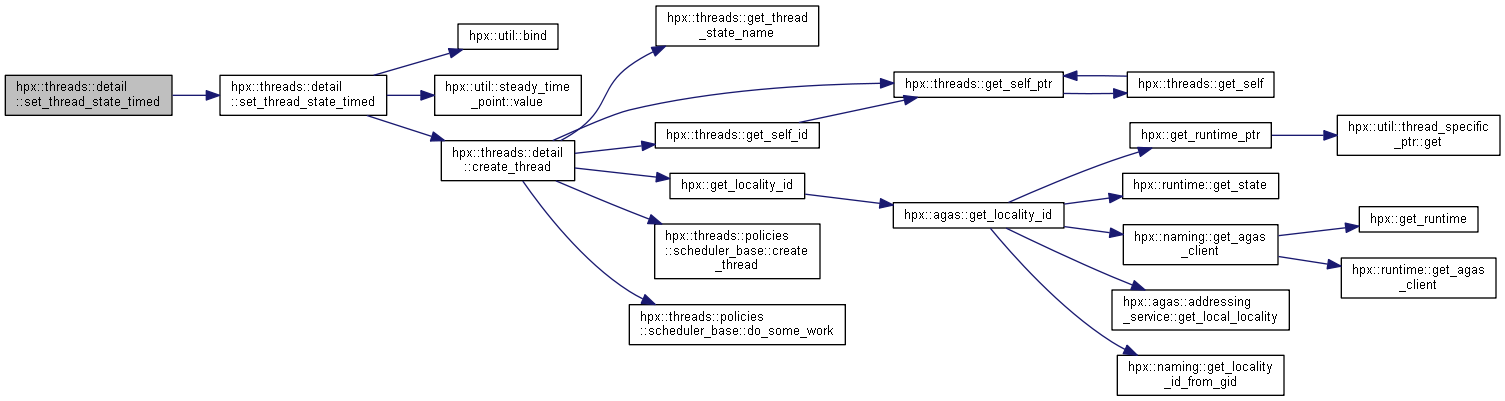 hpx::threads::detail
::set_thread_state_timed
hpx::threads::detail
::set_thread_state_timed
hpx::util::bind
hpx::util::steady_time
_point::value
hpx::threads::detail
::create_thread
hpx::threads::get_thread
_state_name
hpx::threads::get_self_id
hpx::get_locality_id
hpx::threads::policies
::scheduler_base::create
_thread
hpx::threads::policies
::scheduler_base::do_some_work
hpx::threads::get_self_ptr
hpx::threads::get_self
hpx::agas::get_locality_id
hpx::get_runtime_ptr
hpx::util::thread_specific
_ptr::get
hpx::runtime::get_state
hpx::naming::get_agas
_client
hpx::get_runtime
hpx::runtime::get_agas
_client
hpx::agas::addressing
_service::get_local_locality
hpx::naming::get_locality
_id_from_gid